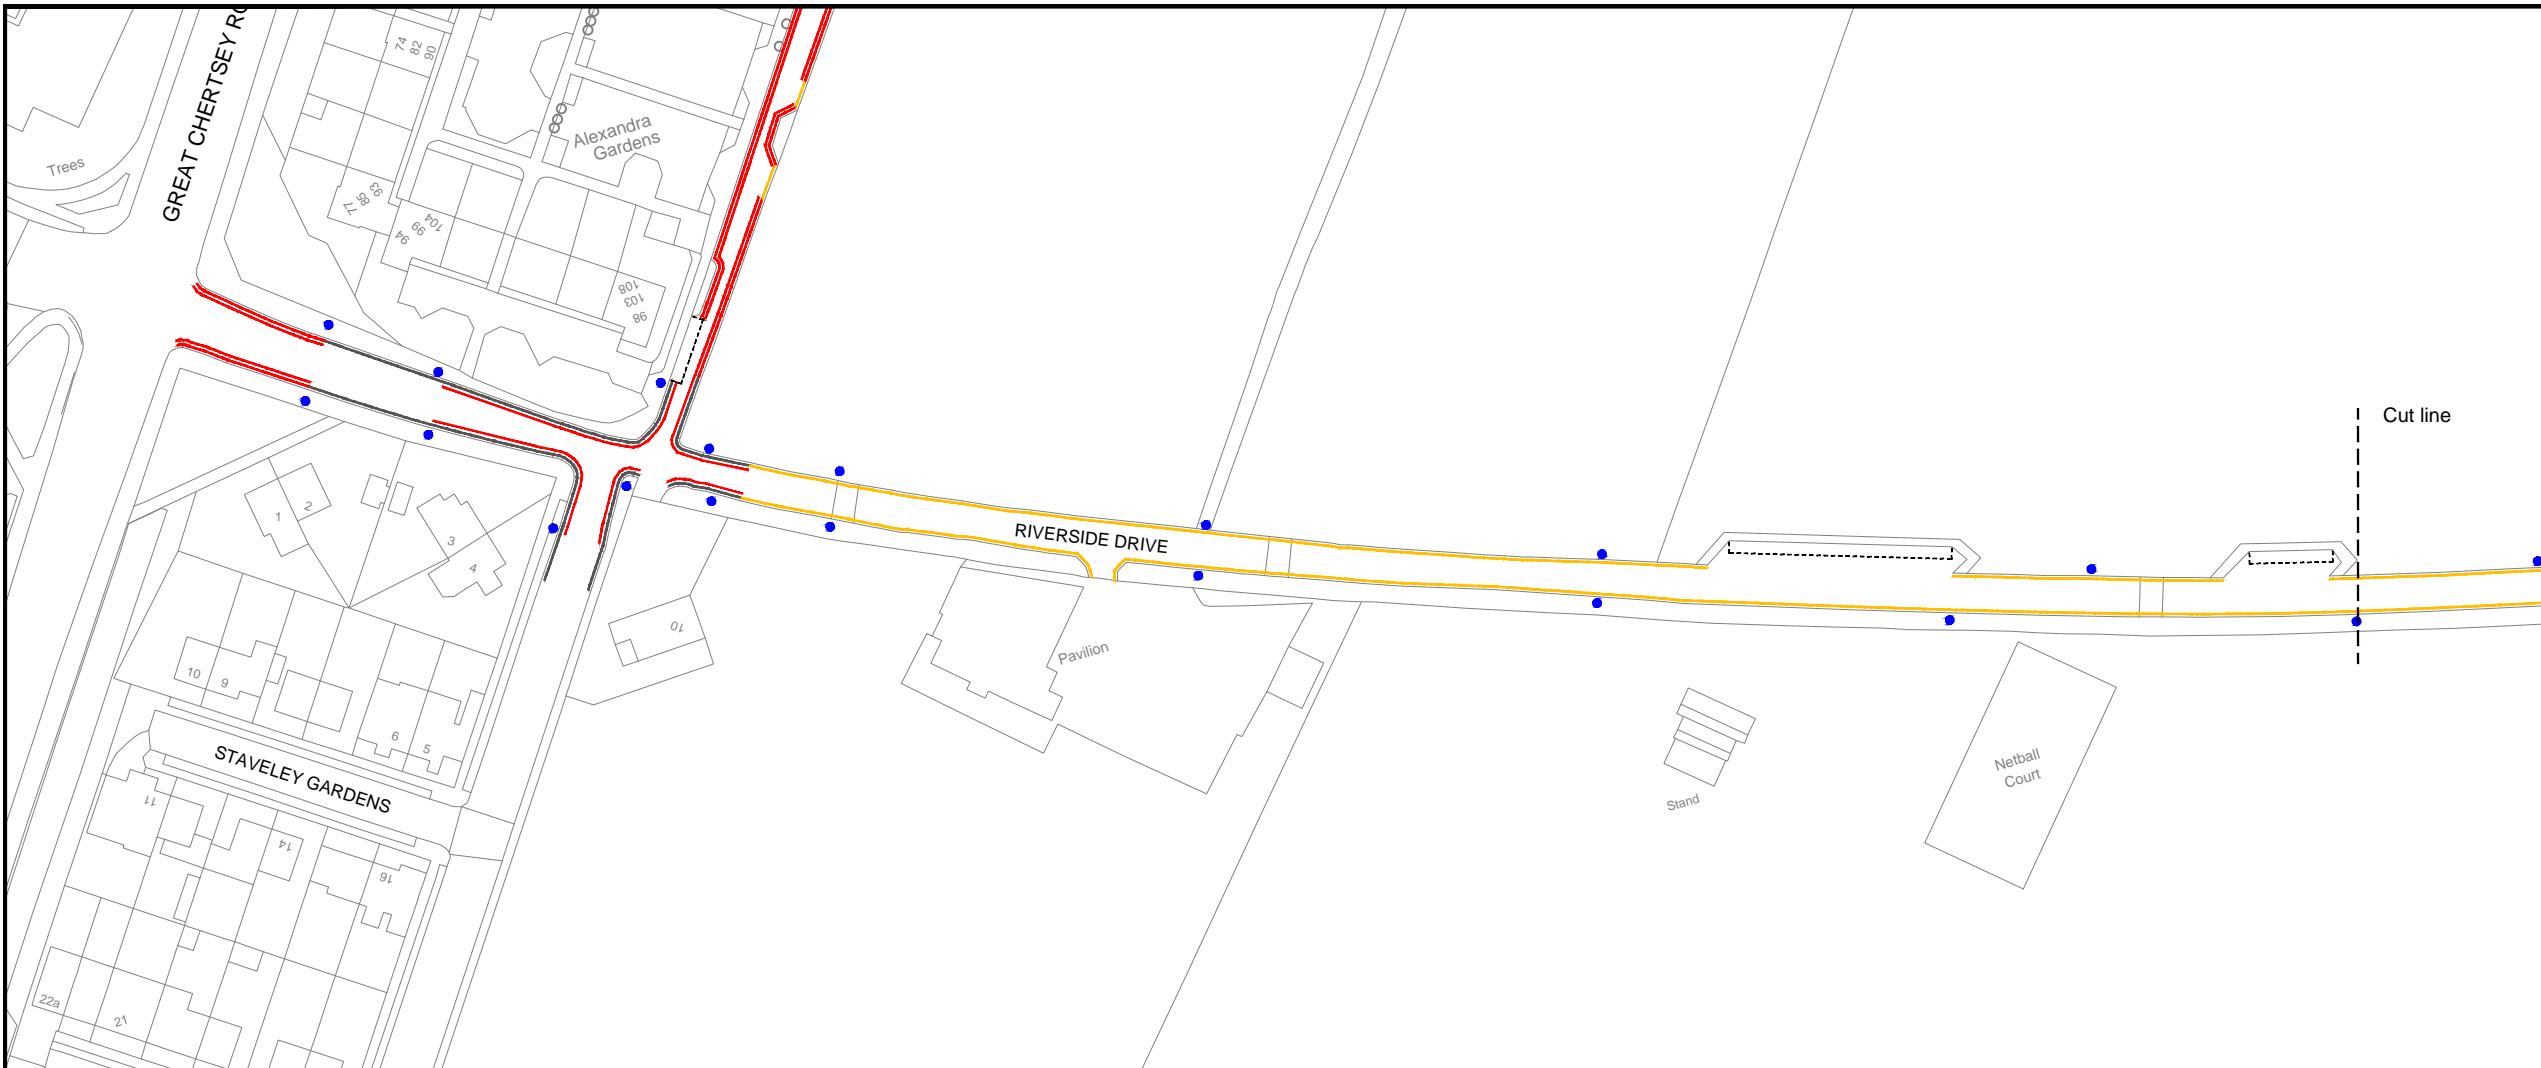 GREAT CHERTSEY RO
74
82
90
Alexandra
Gardens
Trees
93
85
77
104
99
94
108
103
98
Cut line
RIVERSIDE DRIVE
1
2
3
4
10
Pavilion
10
9
6
5
STAVELEY GARDENS
11
14
16
Stand
Netball
Court
22a
21